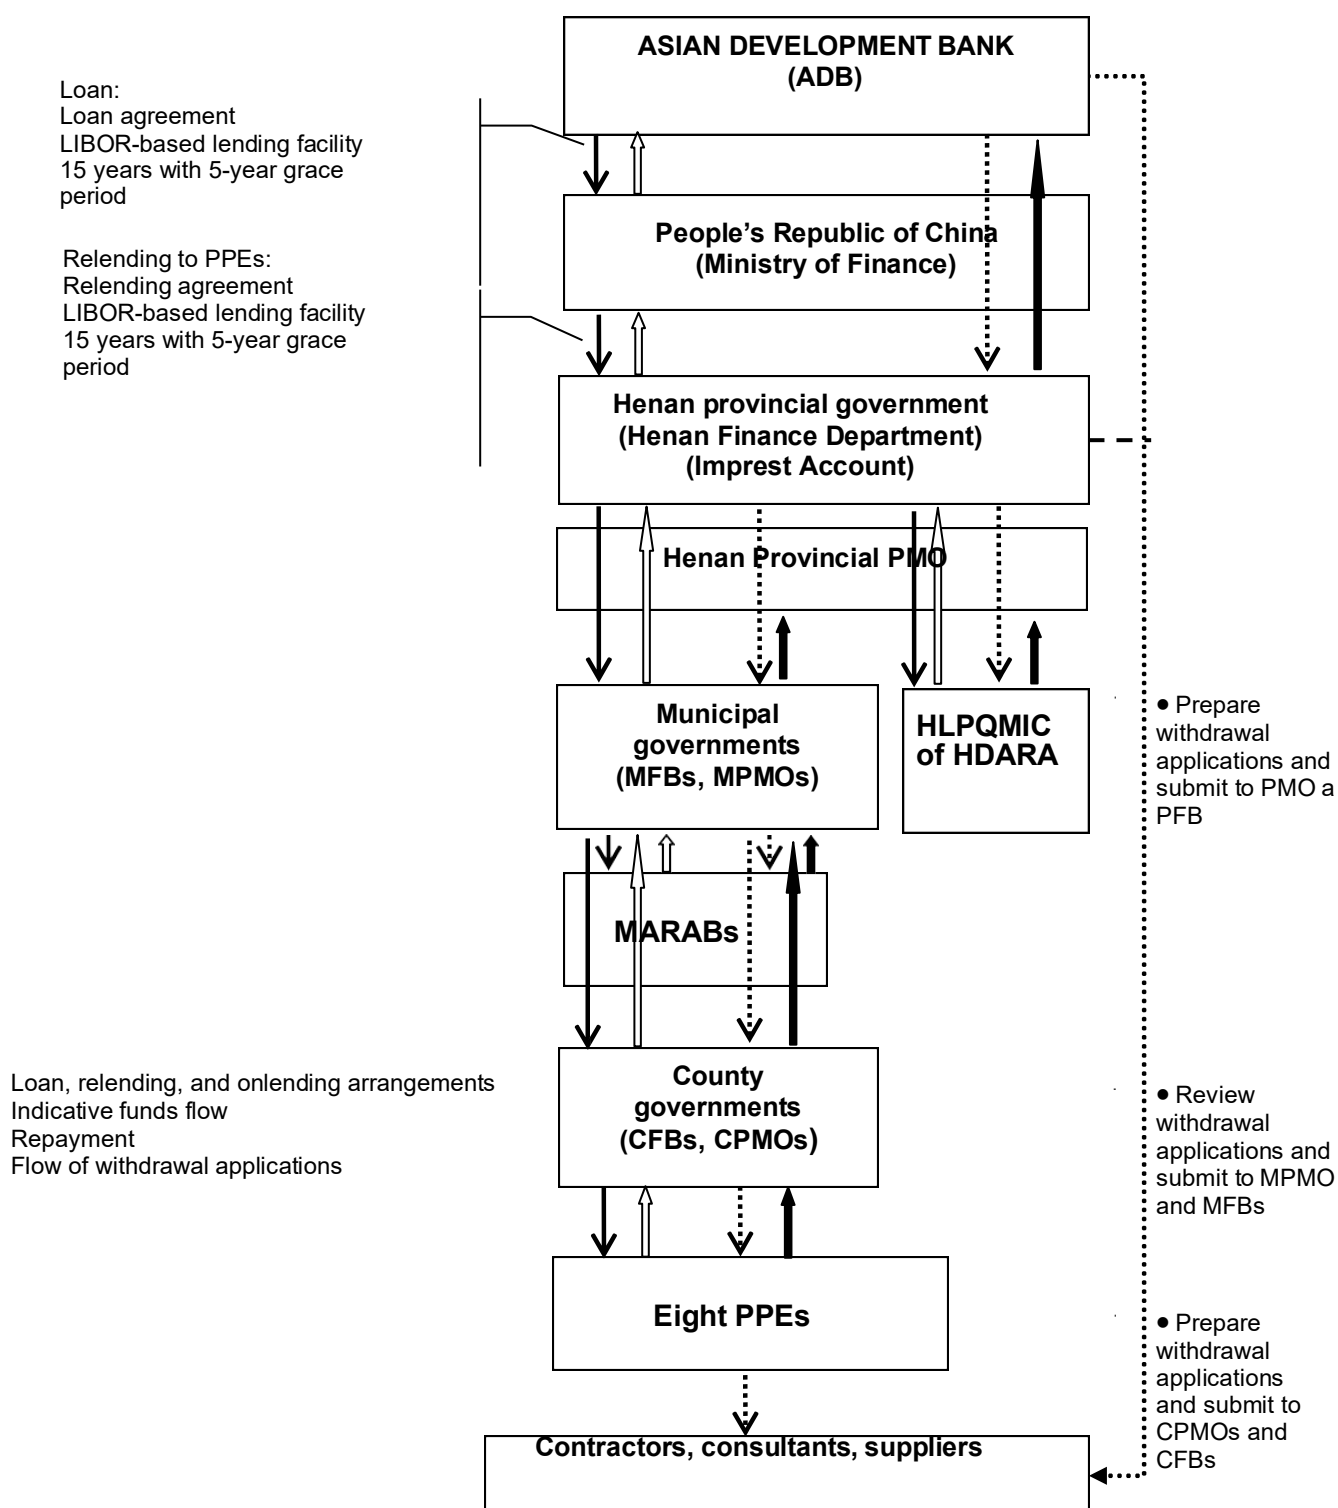 ASIAN DEVELOPMENT BANK
(ADB)
Loan:
Loan agreement
LIBOR-based lending facility
15 years with 5-year grace
period
People’s Republic of China
(Ministry of Finance)
Relending to PPEs:
Relending agreement
LIBOR-based lending facility
15 years with 5-year grace
period
Henan provincial government
(Henan Finance Department)
(Imprest Account)
Henan Provincial PMO
Municipal
governments
(MFBs, MPMOs)
HLPQMIC
of HDARA
● Prepare
withdrawal
applications and
submit to PMO a
PFB
MARABs
County
governments
(CFBs, CPMOs)
Loan, relending, and onlending arrangements
Indicative funds flow
Repayment
Flow of withdrawal applications
● Review
withdrawal
applications and
submit to MPMO
and MFBs
Eight PPEs
● Prepare
withdrawal
applications
and submit to
CPMOs and
CFBs
Contractors, consultants, suppliers